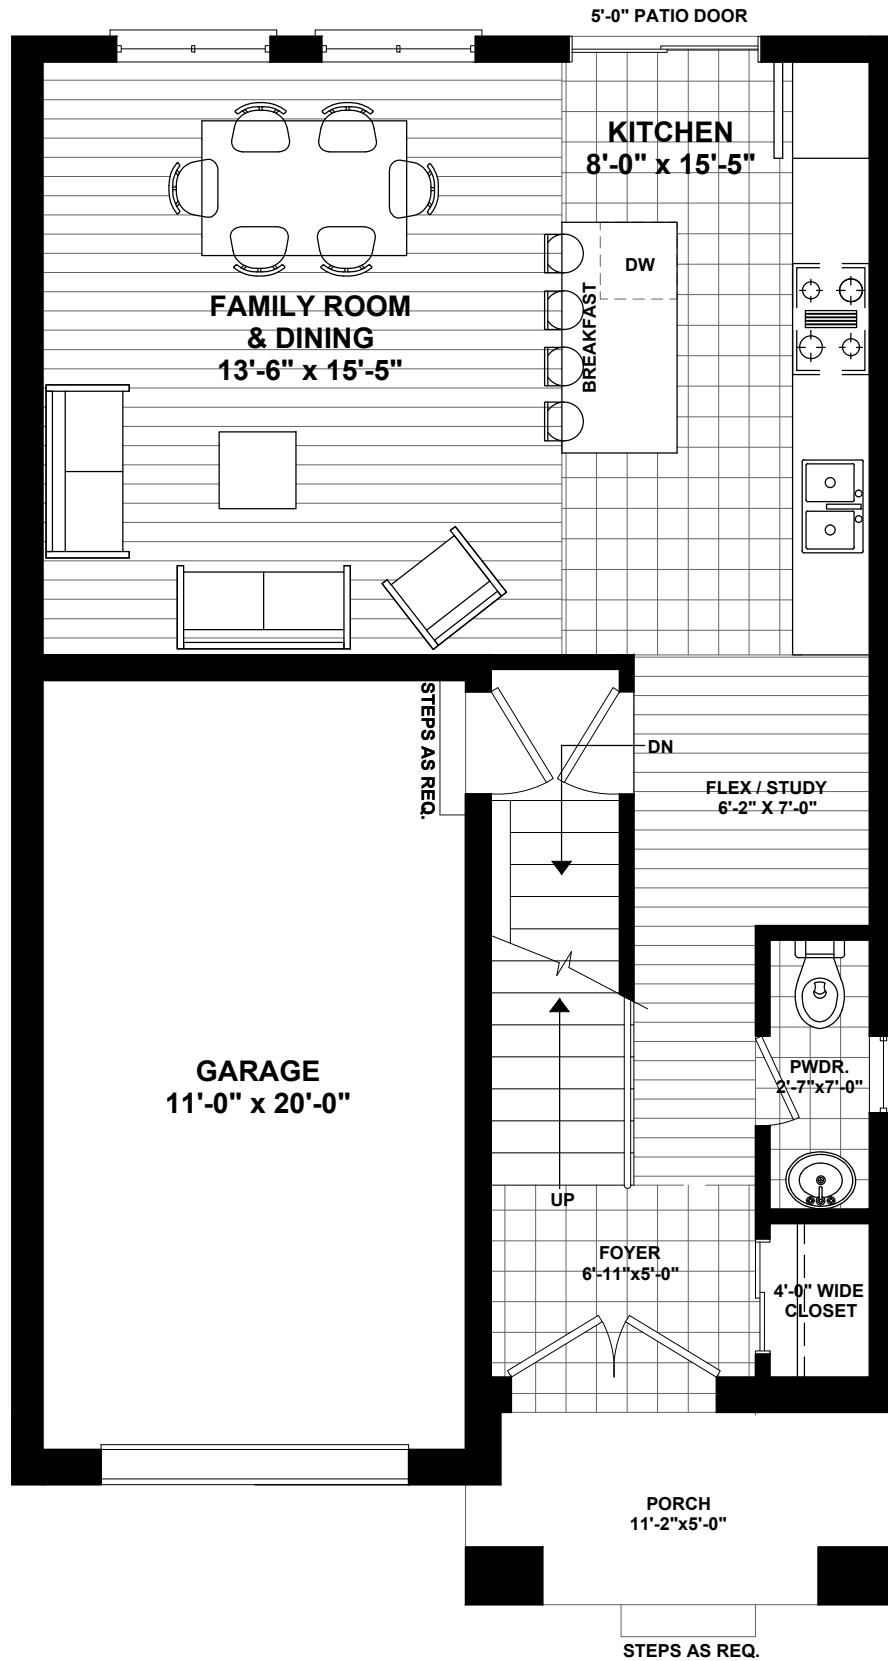 5'-0" PATIO DOOR
KITCHEN
8'-0" x 15'-5"
DW
BREAKFAST
FAMILY ROOM
& DINING
13'-6" x 15'-5"
STEPS AS REQ.
DN
FLEX / STUDY
6'-2" X 7'-0"
GARAGE
11'-0" x 20'-0"
PWDR.
2'-7"x7'-0"
UP
FOYER
6'-11"x5'-0"
4'-0" WIDE
CLOSET
PORCH
11'-2"x5'-0"
STEPS AS REQ.